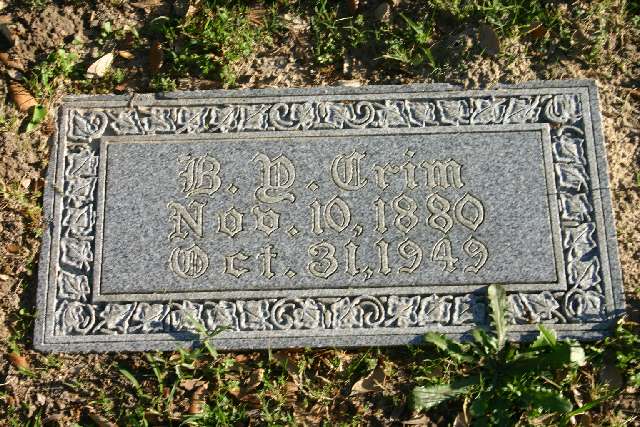 B. Y. Crim
Nov. 10, 1880
Oct. 31, 1949